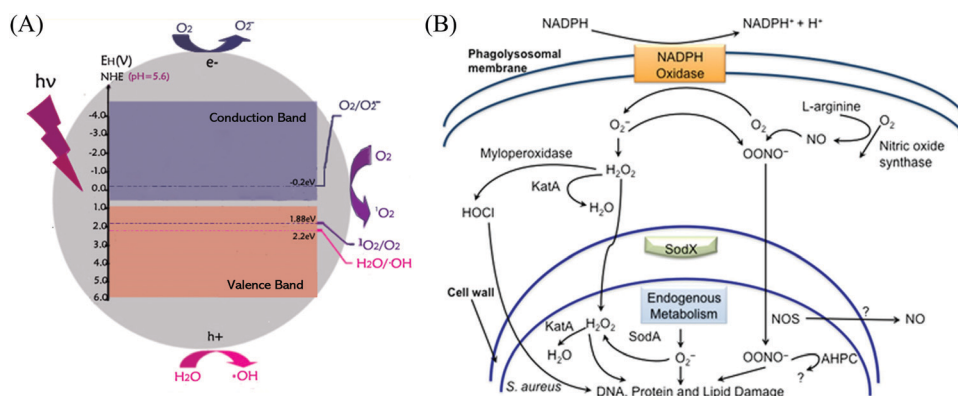 (A)
O₂ O₂⁻
e-
EH(V)
NHE (pH=5.6)
hν
-4.0
-3.0
-2.0
-1.0
0.0
1.0
2.0
3.0
4.0
5.0
6.0
Conduction Band
O₂/O₂⁻
-0.2eV
O₂
¹O₂
1.88eV
¹O₂/O₂
2.2eV
H₂O/·OH
Valence Band
h+
H₂O ·OH
(B)
NADPH NADPH⁺ + H⁺
Phagolysosomal
membrane
NADPH
Oxidase
L-arginine
O₂⁻ O₂ NO O₂
OONO⁻
Nitric oxide
synthase
Myeloperoxidase
H₂O₂
KatA
H₂O
HOCl
SodX
Cell wall
Endogenous
Metabolism
NOS ? NO
KatA H₂O₂ SodA
H₂O O₂⁻ OONO⁻ AHPC
?
S. aureus DNA, Protein and Lipid Damage